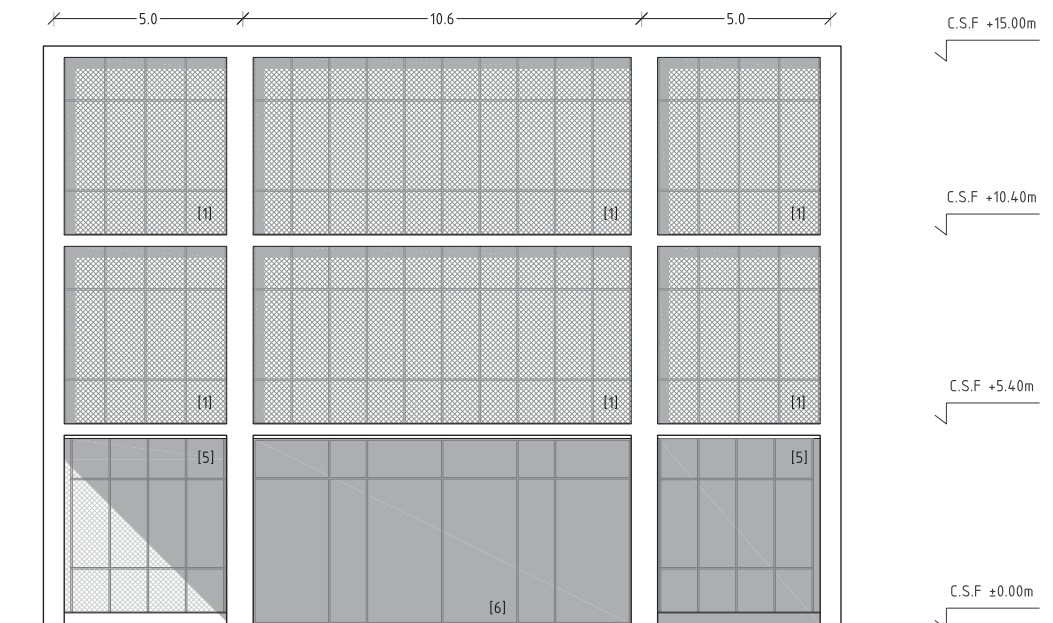 5.0 10.6 5.0
C.S.F +15.00m
C.S.F +10.40m
[1] [1] [1]
C.S.F +5.40m
[1] [1] [1]
[5] [5]
C.S.F ±0.00m
[6]